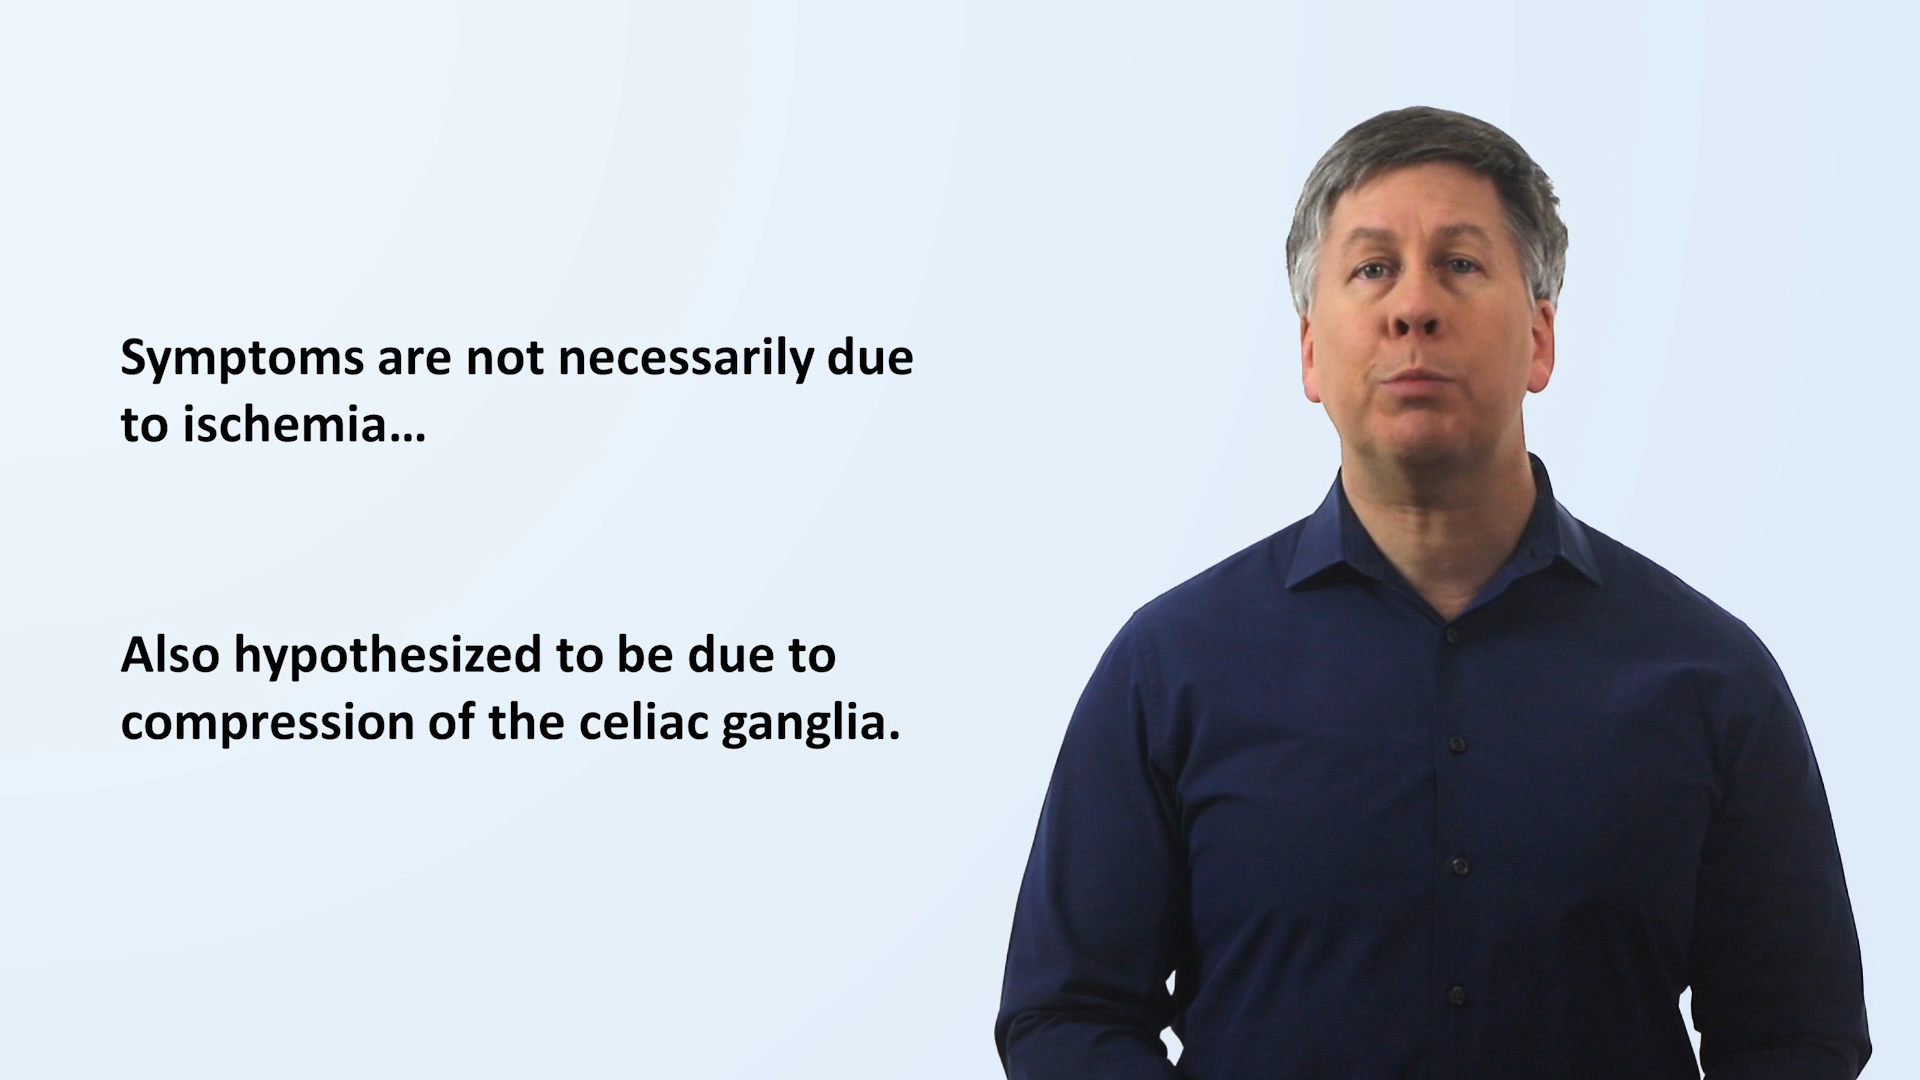 Symptoms are not necessarily due
to ischemia...
Also hypothesized to be due to
compression of the celiac ganglia.